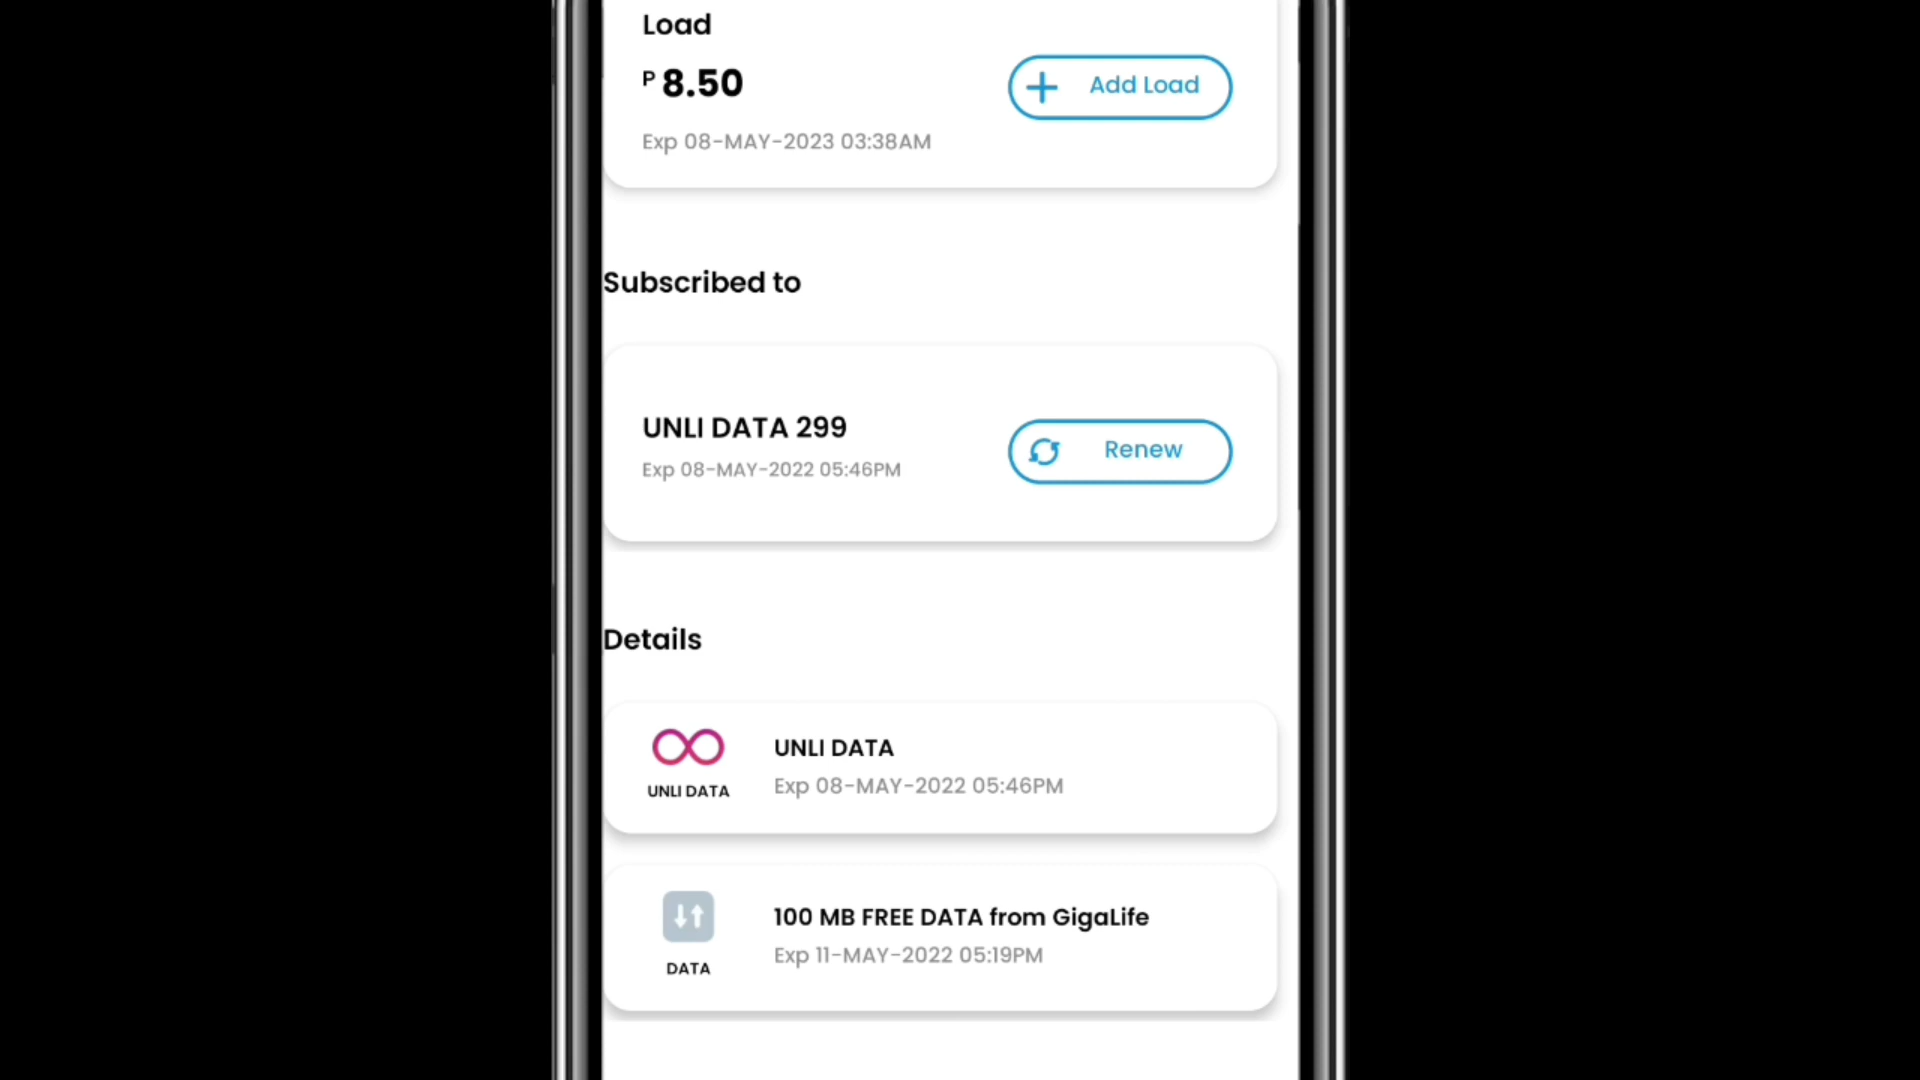 Load
P 8.50
Add Load
Exp 08-MAY-2023 03:38AM
Subscribed to
UNLI DATA 299
Exp 08-MAY-2022 05:46PM
Renew
Details
UNLI DATA
UNLI DATA
Exp 08-MAY-2022 05:46PM
DATA
100 MB FREE DATA from GigaLife
Exp 11-MAY-2022 05:19PM